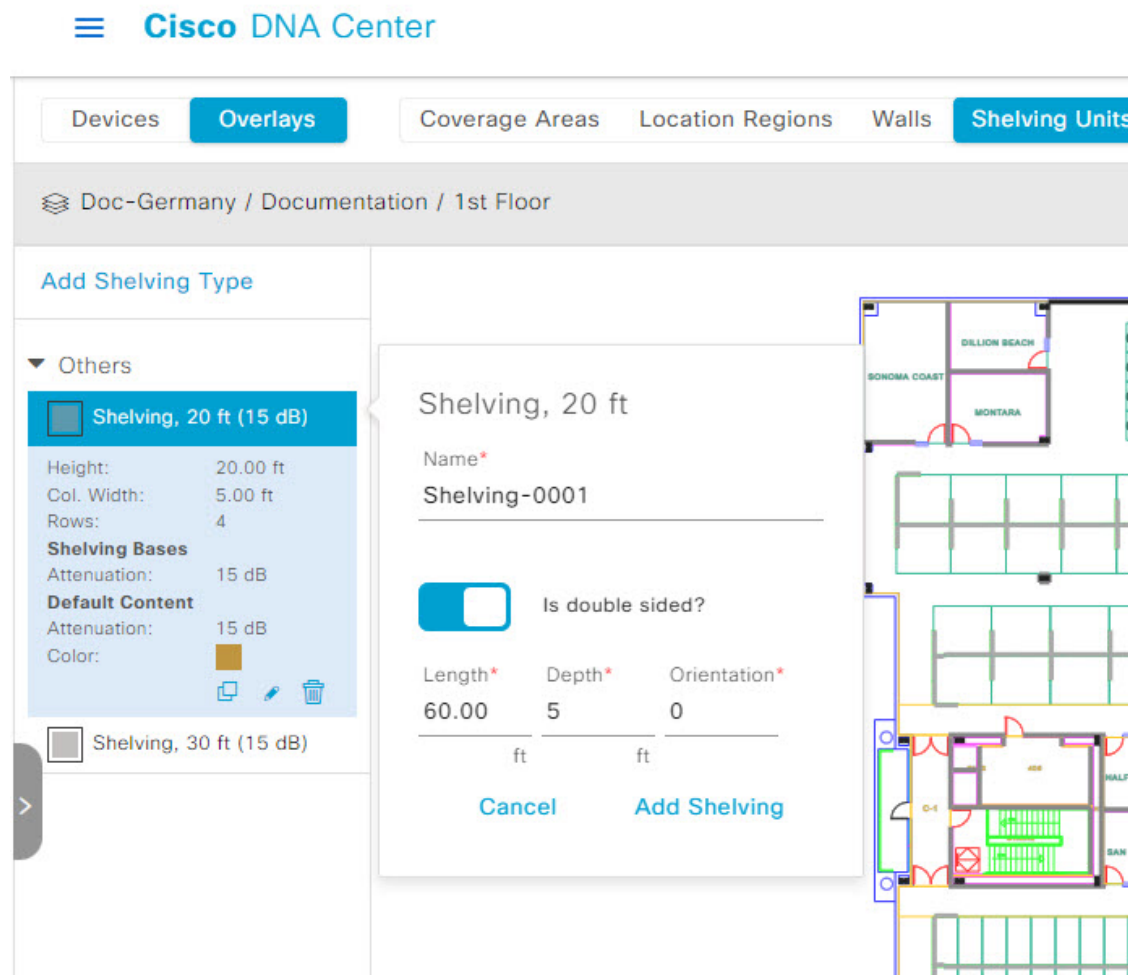 Cisco DNA Center
Devices Overlays Coverage Areas Location Regions Walls Shelving Units
Doc-Germany / Documentation / 1st Floor
Add Shelving Type
Others
Shelving, 20 ft (15 dB)
Height: 20.00 ft
Col. Width: 5.00 ft
Rows: 4
Shelving Bases
Attenuation: 15 dB
Default Content
Attenuation: 15 dB
Color:
Shelving, 30 ft (15 dB)
Shelving, 20 ft
Name*
Shelving-0001
Is double sided?
Length* Depth* Orientation*
60.00 5 0
ft ft
Cancel Add Shelving
DILLION BEACH
SONOMA COAST
MONTARA
C-1
HALF
SAN